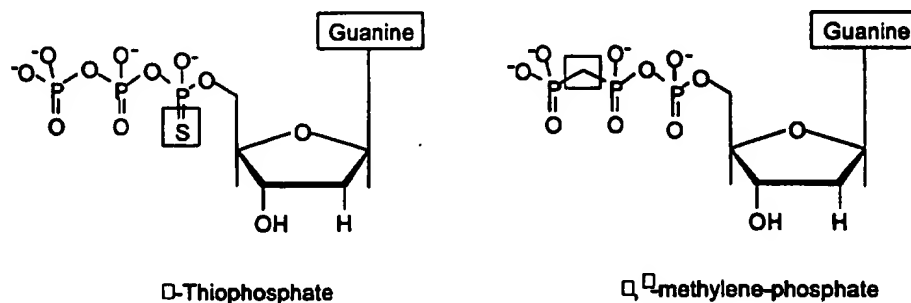 Guanine
⁻O O⁻ O⁻
⁻O O O O
P P P
O O S
O
OH H
□-Thiophosphate
Guanine
⁻O O⁻ O⁻
⁻O O O
P P P
O O O
O
OH H
□,□-methylene-phosphate